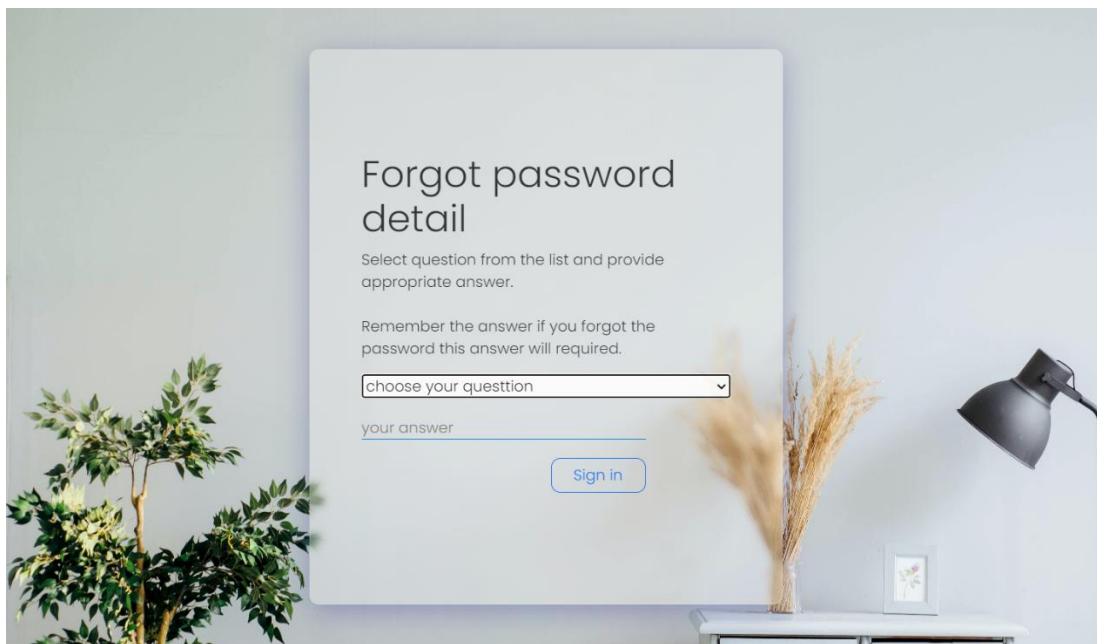 Forgot password
detail
Select question from the list and provide
appropriate answer.
Remember the answer if you forgot the
password this answer will required.
choose your questtion
your answer
Sign in